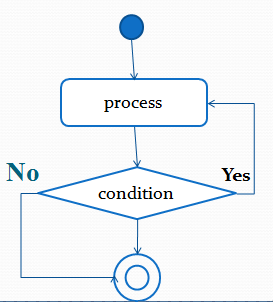 process
No
Yes
condition